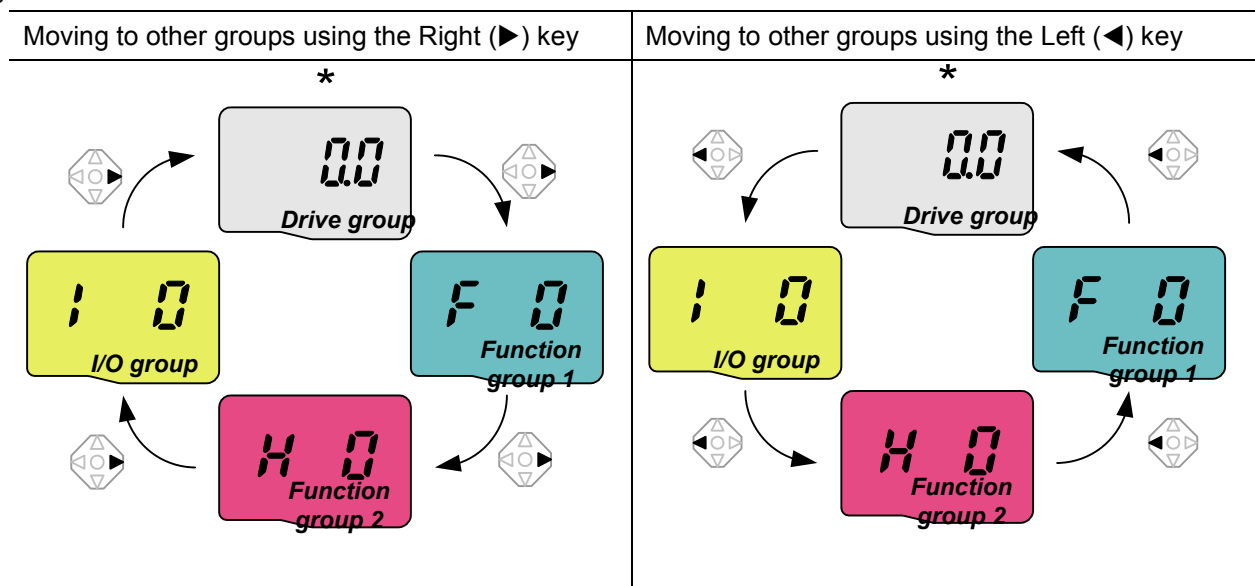 Moving to other groups using the Right (▶) key
Moving to other groups using the Left (◀) key
*
0.0
Drive group
I 0
I/O group
F 0
Function
group 1
H 0
Function
group 2
*
0.0
Drive group
I 0
I/O group
F 0
Function
group 1
H 0
Function
group 2